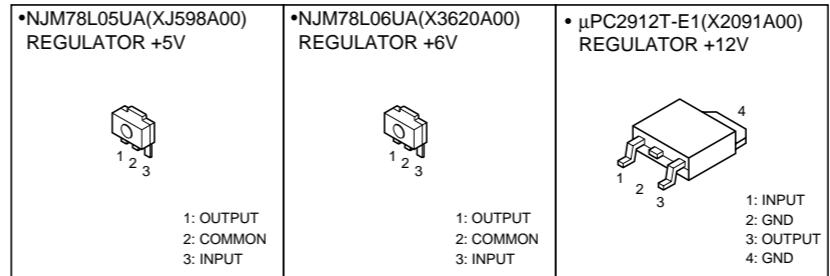 •NJM78L05UA(XJ598A00)
REGULATOR +5V
1 2 3
1: OUTPUT
2: COMMON
3: INPUT
•NJM78L06UA(X3620A00)
REGULATOR +6V
1 2 3
1: OUTPUT
2: COMMON
3: INPUT
• μPC2912T-E1(X2091A00)
REGULATOR +12V
4
1 2 3
1: INPUT
2: GND
3: OUTPUT
4: GND